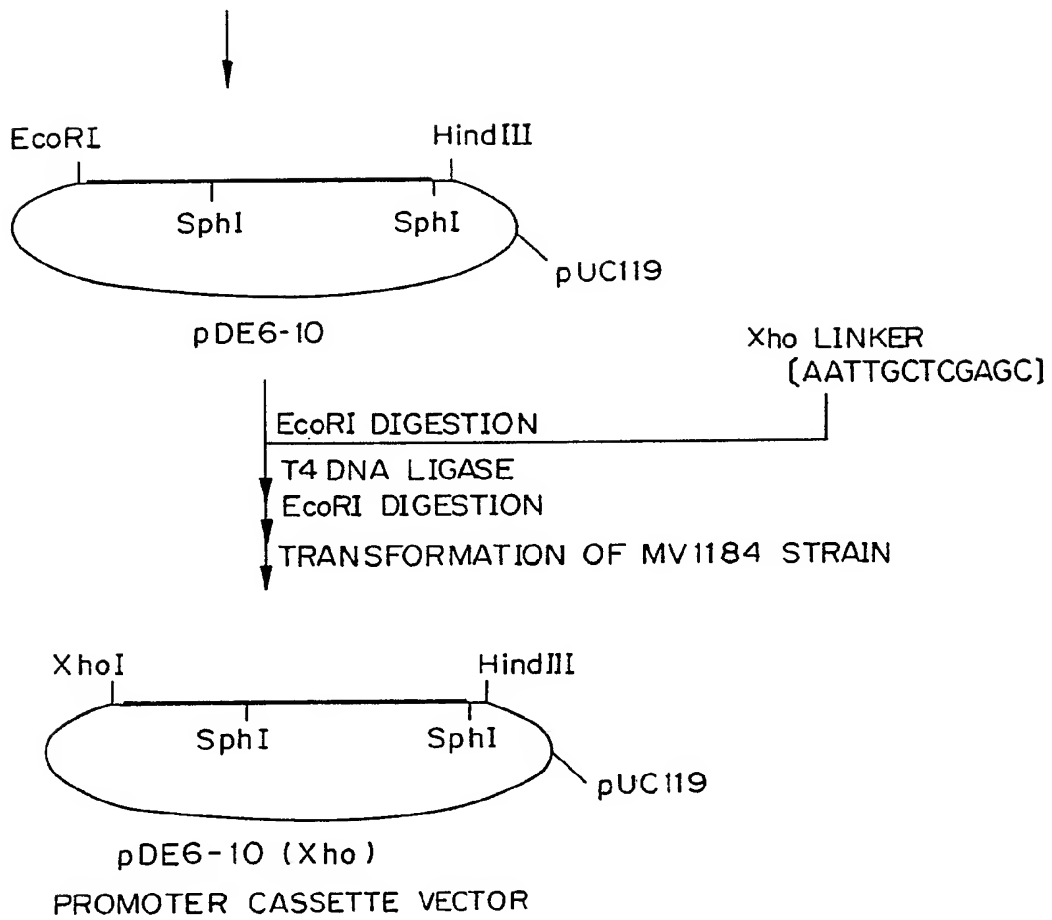 EcoRI
HindIII
SphI
SphI
pUC119
pDE6-10
Xho LINKER
[AATTGCTCGAGC]
EcoRI DIGESTION
T4 DNA LIGASE
EcoRI DIGESTION
TRANSFORMATION OF MV1184 STRAIN
XhoI
HindIII
SphI
SphI
pUC119
pDE6-10 (Xho)
PROMOTER CASSETTE VECTOR